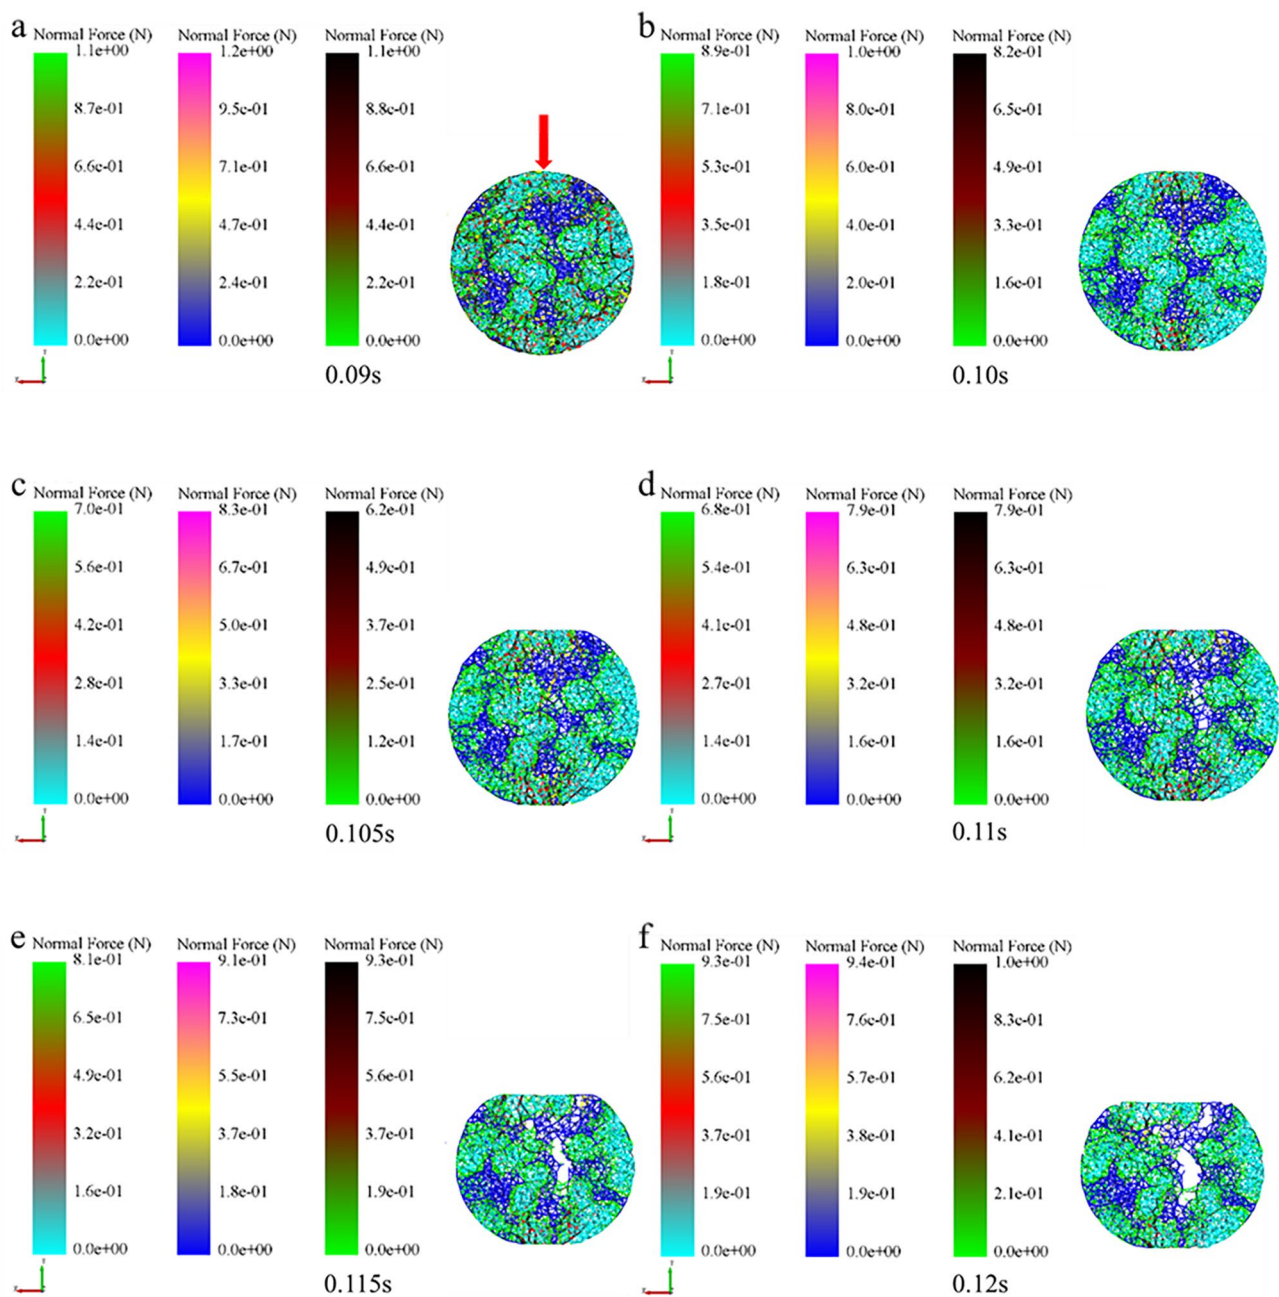 a
Normal Force (N) Normal Force (N) Normal Force (N)
1.1e+00 1.2e+00 1.1e+00
8.7e-01 9.5e-01 8.8e-01
6.6e-01 7.1e-01 6.6e-01
4.4e-01 4.7e-01 4.4e-01
2.2e-01 2.4e-01 2.2e-01
0.0e+00 0.0e+00 0.0e+00
0.09s
b
Normal Force (N) Normal Force (N) Normal Force (N)
8.9e-01 1.0e+00 8.2e-01
7.1e-01 8.0e-01 6.5e-01
5.3e-01 6.0e-01 4.9e-01
3.5e-01 4.0e-01 3.3e-01
1.8e-01 2.0e-01 1.6e-01
0.0e+00 0.0e+00 0.0e+00
0.10s
c
Normal Force (N) Normal Force (N) Normal Force (N)
7.0e-01 8.3e-01 6.2e-01
5.6e-01 6.7e-01 4.9e-01
4.2e-01 5.0e-01 3.7e-01
2.8e-01 3.3e-01 2.5e-01
1.4e-01 1.7e-01 1.2e-01
0.0e+00 0.0e+00 0.0e+00
0.105s
d
Normal Force (N) Normal Force (N) Normal Force (N)
6.8e-01 7.9e-01 7.9e-01
5.4e-01 6.3e-01 6.3e-01
4.1e-01 4.8e-01 4.8e-01
2.7e-01 3.2e-01 3.2e-01
1.4e-01 1.6e-01 1.6e-01
0.0e+00 0.0e+00 0.0e+00
0.11s
e
Normal Force (N) Normal Force (N) Normal Force (N)
8.1e-01 9.1e-01 9.3e-01
6.5e-01 7.3e-01 7.5e-01
4.9e-01 5.5e-01 5.6e-01
3.2e-01 3.7e-01 3.7e-01
1.6e-01 1.8e-01 1.9e-01
0.0e+00 0.0e+00 0.0e+00
0.115s
f
Normal Force (N) Normal Force (N) Normal Force (N)
9.3e-01 9.4e-01 1.0e+00
7.5e-01 7.6e-01 8.3e-01
5.6e-01 5.7e-01 6.2e-01
3.7e-01 3.8e-01 4.1e-01
1.9e-01 1.9e-01 2.1e-01
0.0e+00 0.0e+00 0.0e+00
0.12s